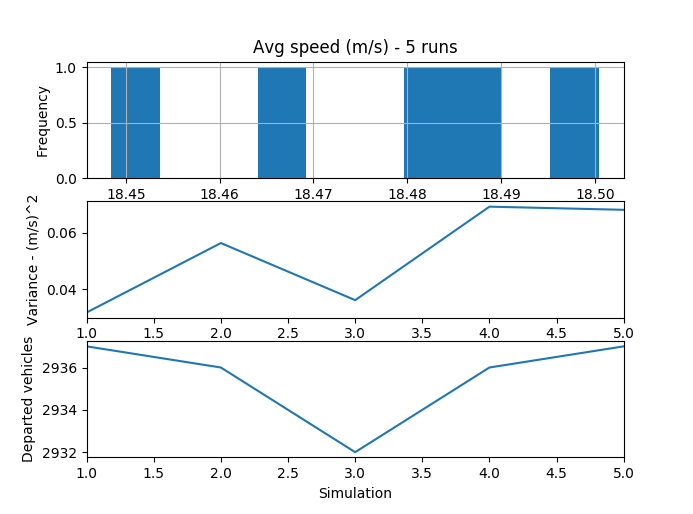 Avg speed (m/s) - 5 runs
Frequency
1.0
0.5
0.0
18.45 18.46 18.47 18.48 18.49 18.50
Variance - (m/s)^2
0.06
0.04
1.0 1.5 2.0 2.5 3.0 3.5 4.0 4.5 5.0
Departed vehicles
2936
2934
2932
1.0 1.5 2.0 2.5 3.0 3.5 4.0 4.5 5.0
Simulation